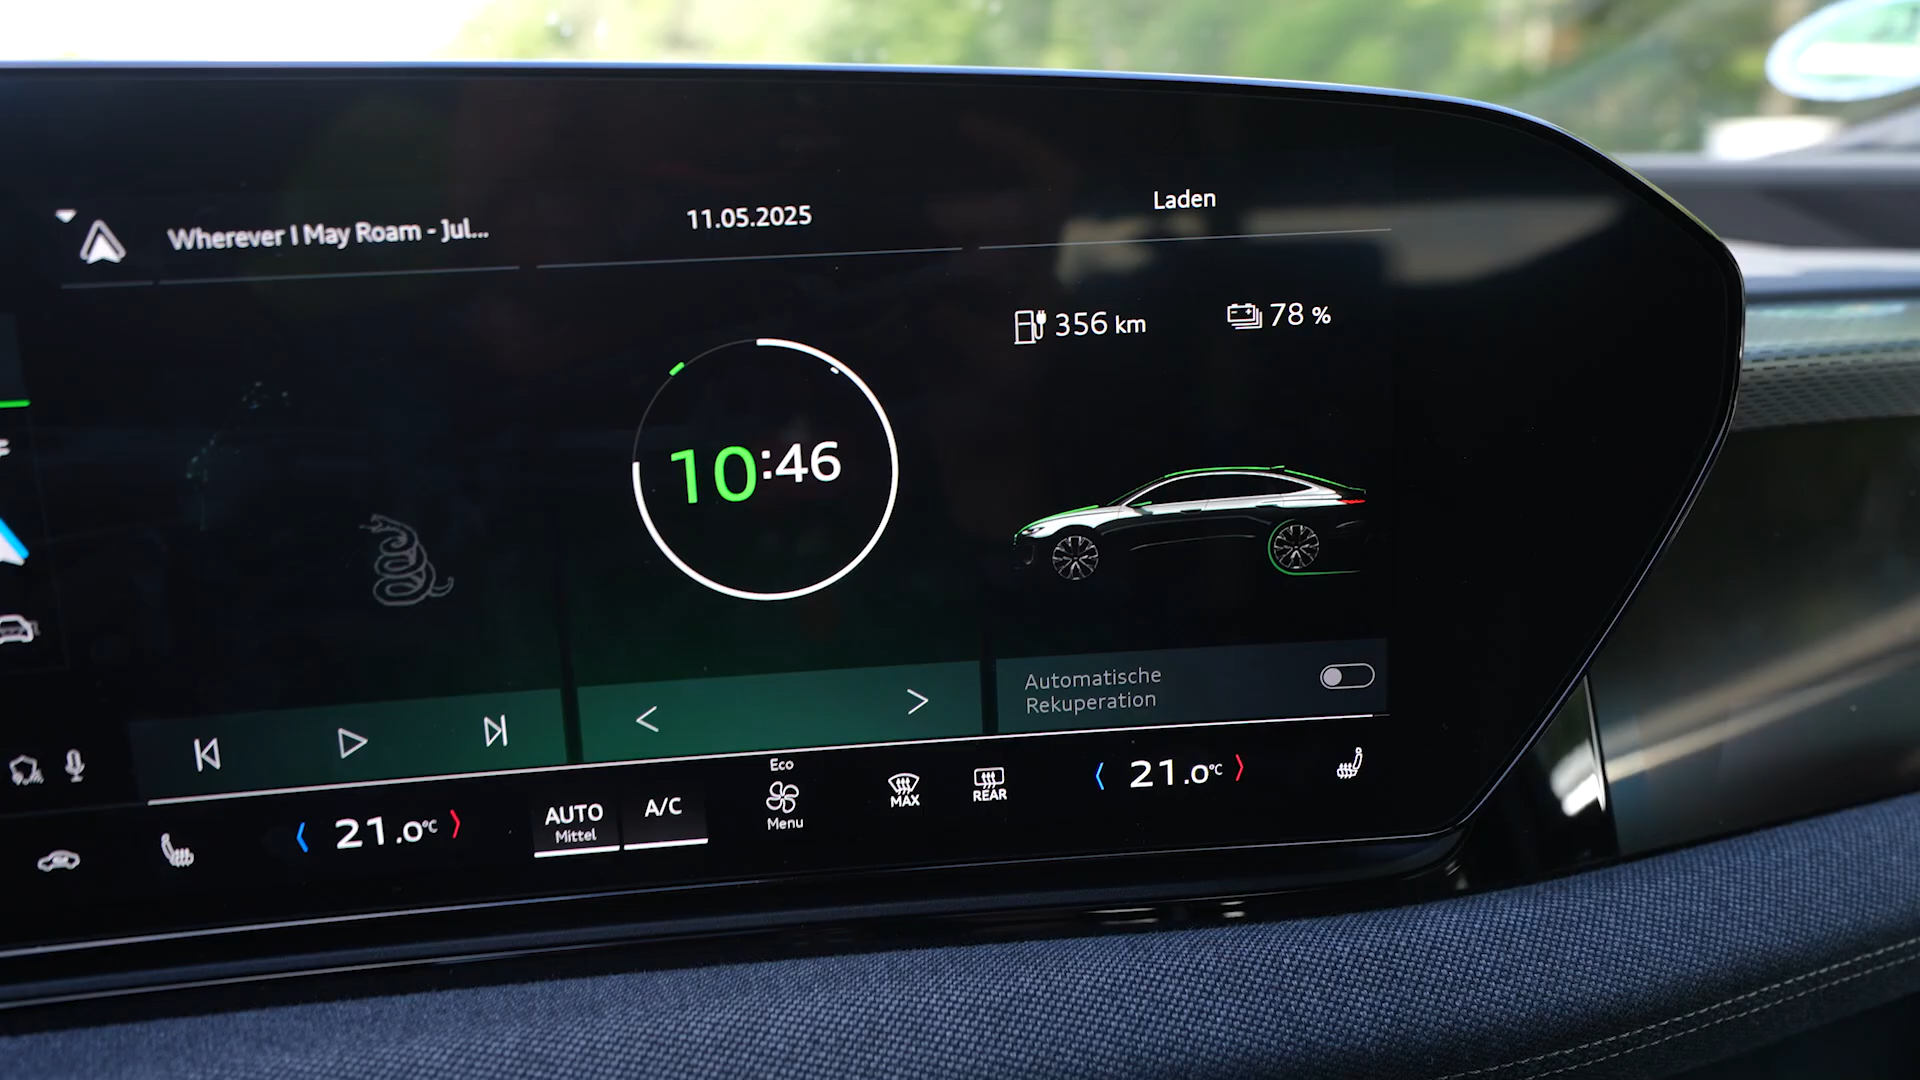 Wherever I May Roam - Jul...
11.05.2025
Laden
356 km
78 %
10:46
Automatische
Rekuperation
21.0°C
AUTO
Mittel
A/C
Eco
Menu
MAX
REAR
21.0°C